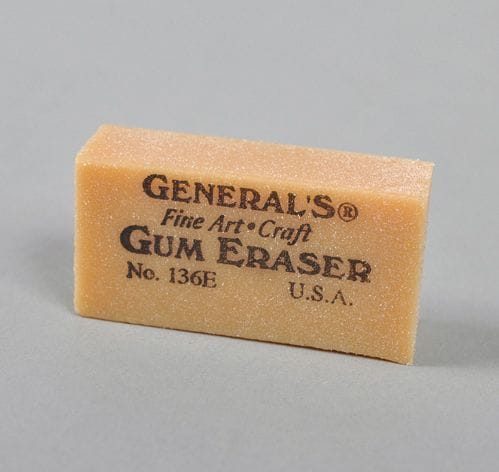 GENERAL'S®
Fine Art • Craft
GUM ERASER
No. 136E U.S.A.